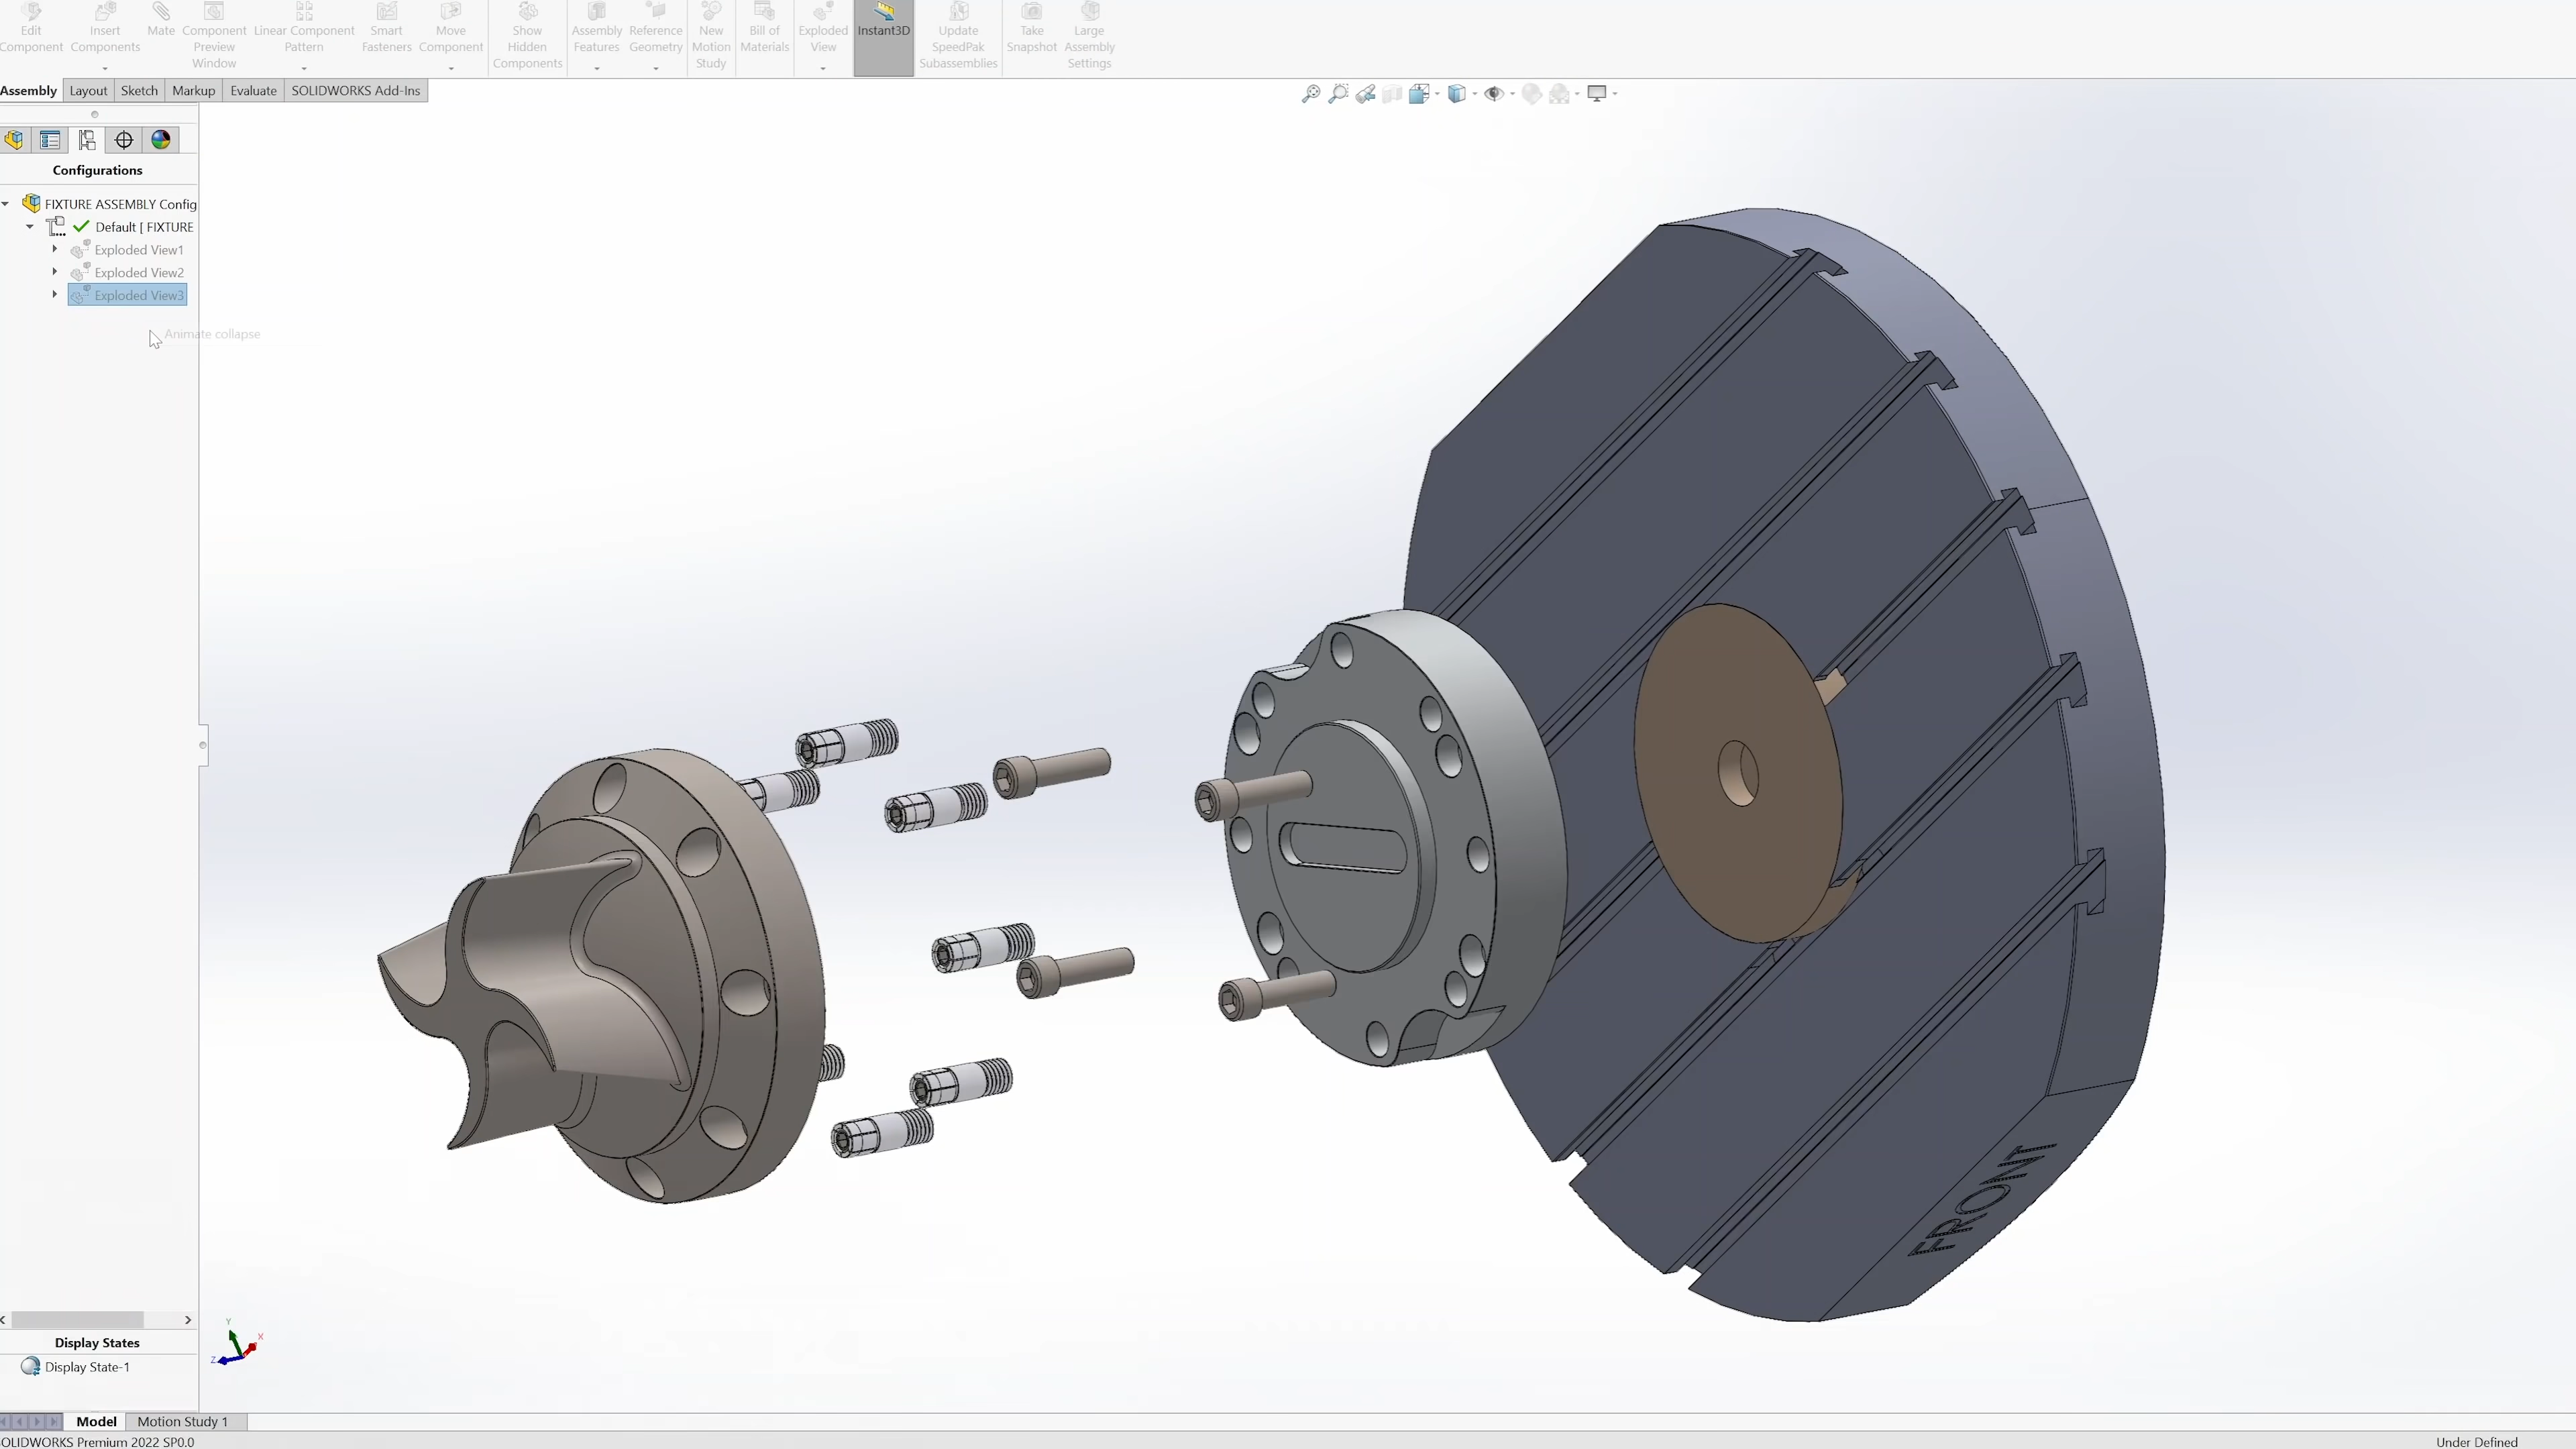 Edit Component
Insert Components
Mate
Component Preview Window
Linear Component Pattern
Smart Fasteners
Move Component
Show Hidden Components
Assembly Features
Reference Geometry
New Motion Study
Bill of Materials
Exploded View
Instant3D
Update SpeedPak Subassemblies
Take Snapshot
Large Assembly Settings
Assembly
Layout
Sketch
Markup
Evaluate
SOLIDWORKS Add-Ins
Configurations
FIXTURE ASSEMBLY Config
Default [ FIXTURE
Exploded View1
Exploded View2
Exploded View3
Animate collapse
FRONT
Y
X
Z
Display States
Display State-1
Model
Motion Study 1
OLIDWORKS Premium 2022 SP0.0
Under Defined